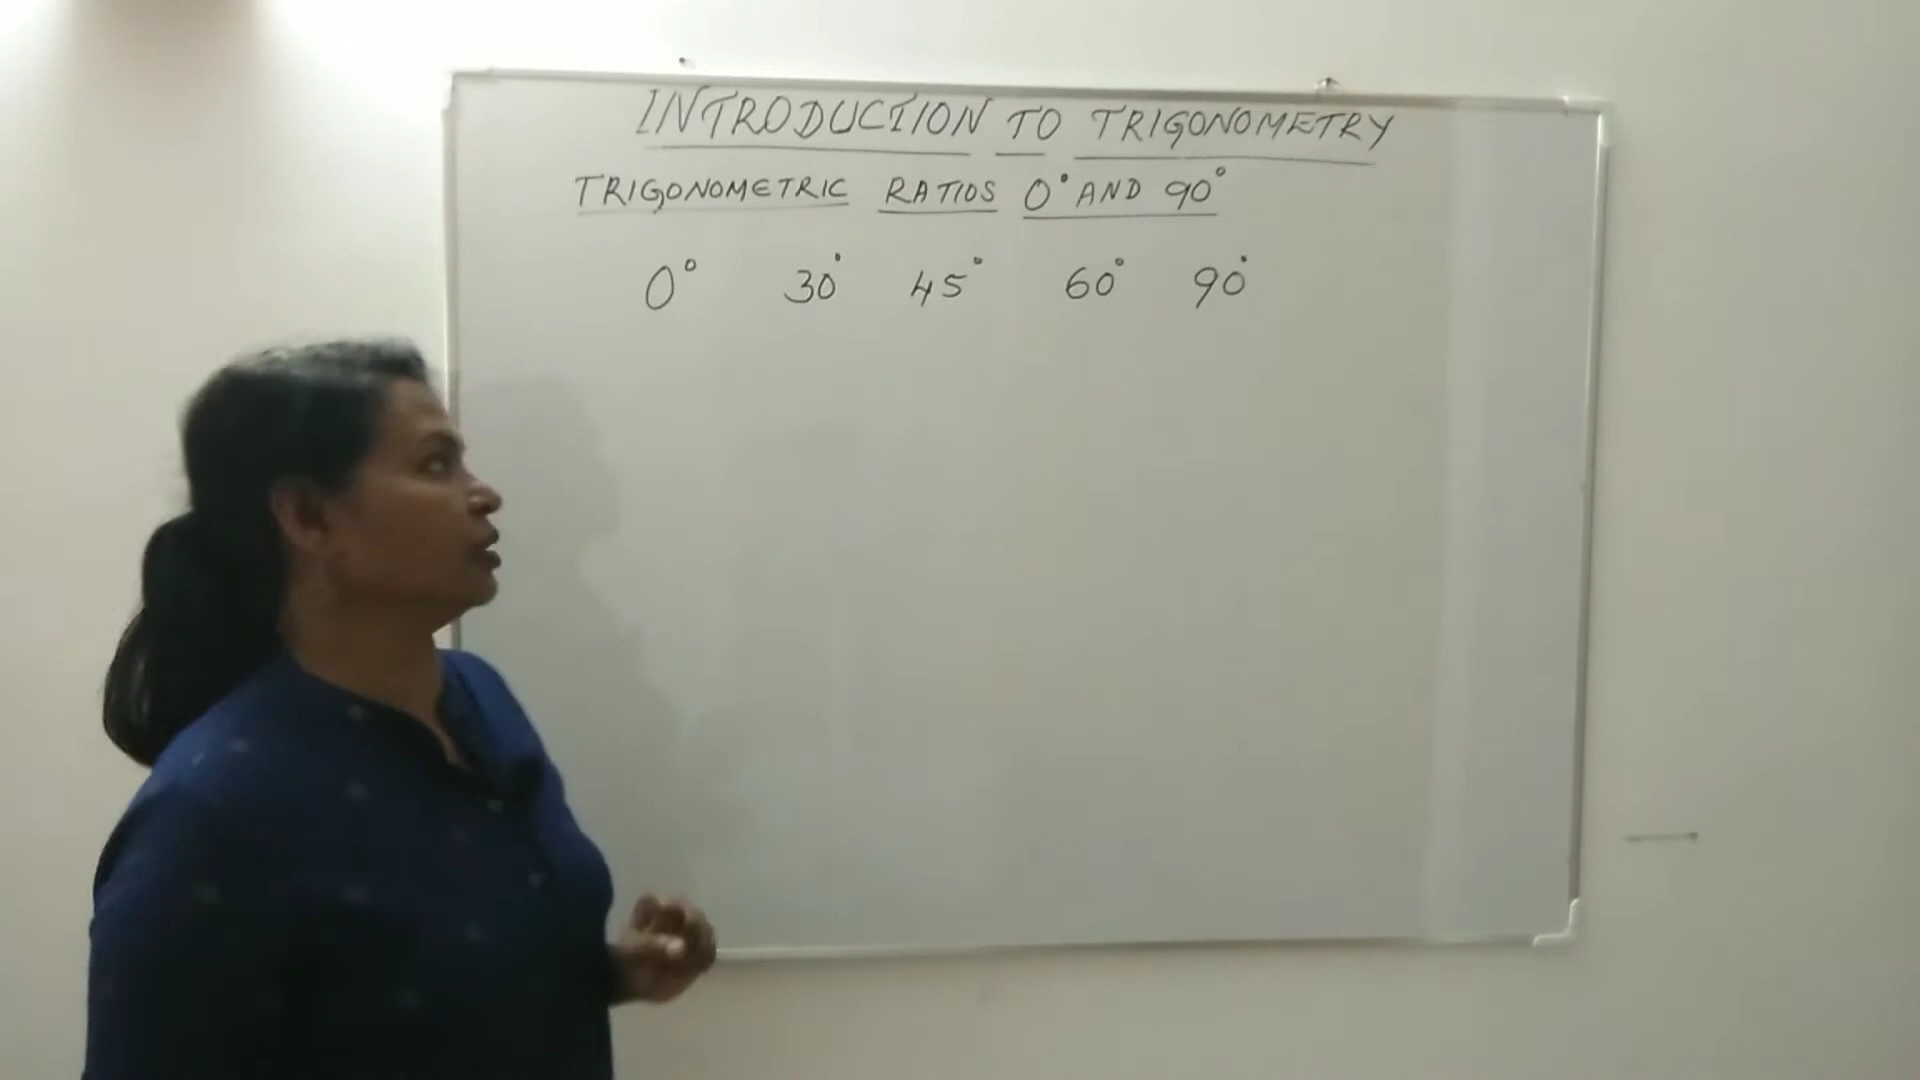 INTRODUCTION TO TRIGONOMETRY
TRIGONOMETRIC RATIOS 0° AND 90°
0° 30° 45° 60° 90°